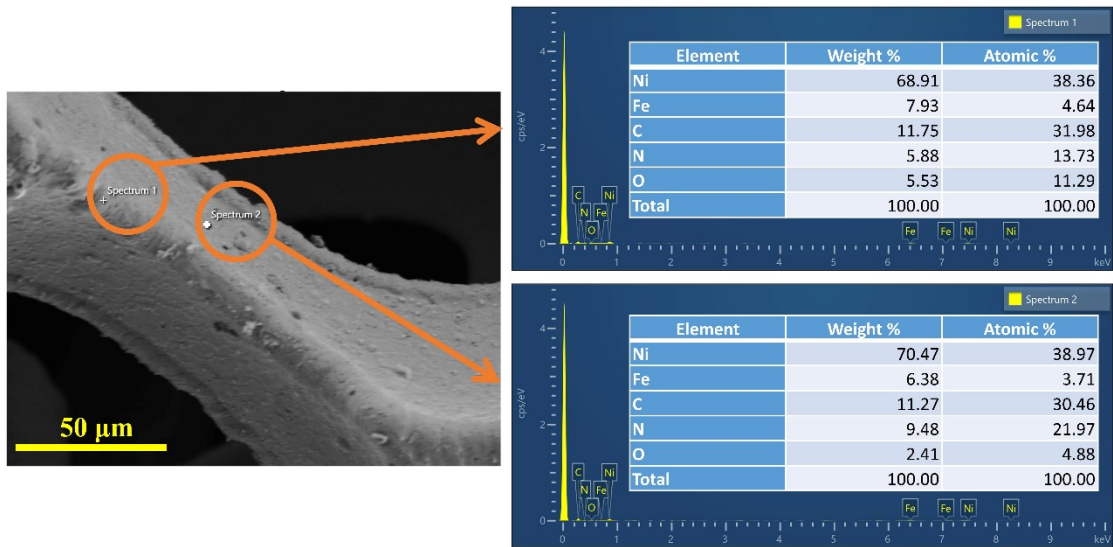 Spectrum 1
Spectrum 2
50 μm
Spectrum 1
cps/eV
4
2
0
Element Weight % Atomic %
Ni 68.91 38.36
Fe 7.93 4.64
C 11.75 31.98
N 5.88 13.73
O 5.53 11.29
Total 100.00 100.00
C Ni
N Fe
O
Fe Fe Ni Ni
0 1 2 3 4 5 6 7 8 9 keV
Spectrum 2
cps/eV
4
2
0
Element Weight % Atomic %
Ni 70.47 38.97
Fe 6.38 3.71
C 11.27 30.46
N 9.48 21.97
O 2.41 4.88
Total 100.00 100.00
C Ni
N Fe
O
Fe Fe Ni Ni
0 1 2 3 4 5 6 7 8 9 keV